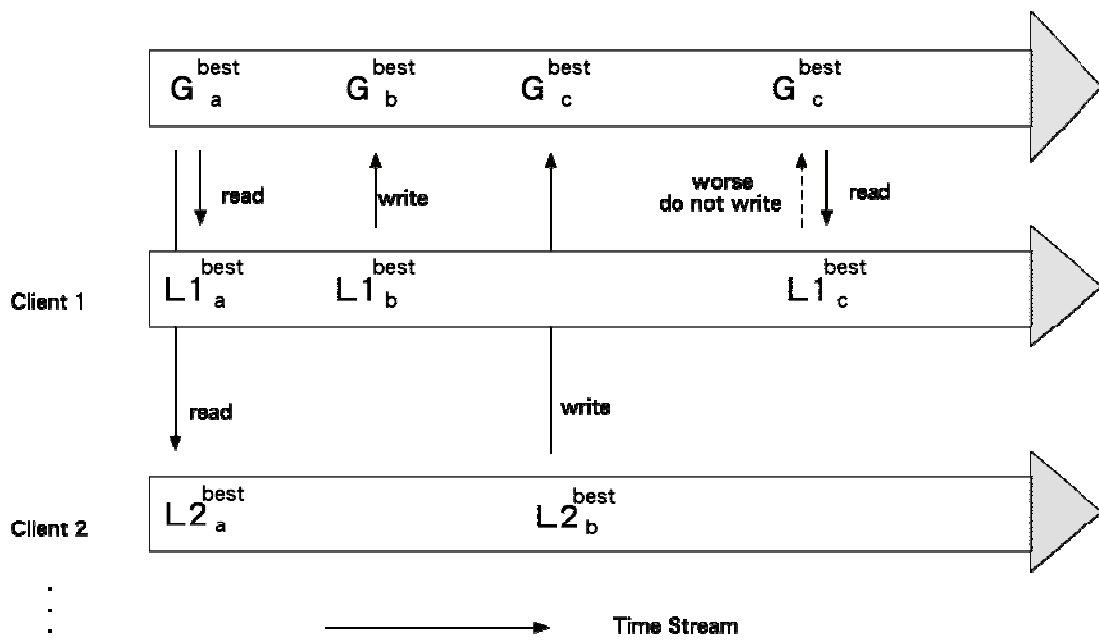 G a best G b best G c best G c best
read write worse do not write read
Client 1 L1 a best L1 b best L1 c best
read write
Client 2 L2 a best L2 b best
Time Stream